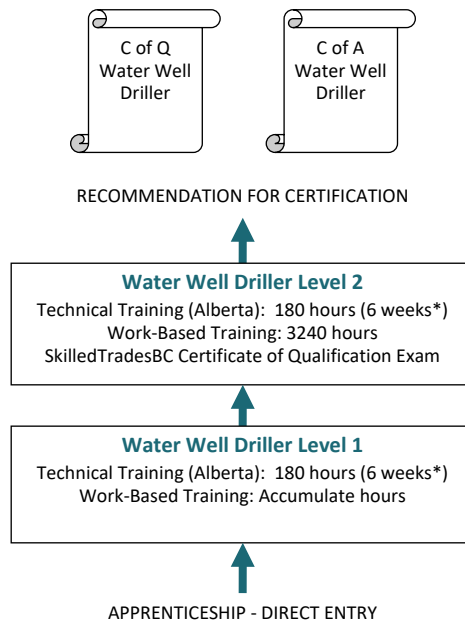 C of Q
Water Well
Driller
C of A
Water Well
Driller
RECOMMENDATION FOR CERTIFICATION
Water Well Driller Level 2
Technical Training (Alberta):  180 hours (6 weeks*)
Work-Based Training: 3240 hours
SkilledTradesBC Certificate of Qualification Exam
Water Well Driller Level 1
Technical Training (Alberta):  180 hours (6 weeks*)
Work-Based Training: Accumulate hours
APPRENTICESHIP - DIRECT ENTRY